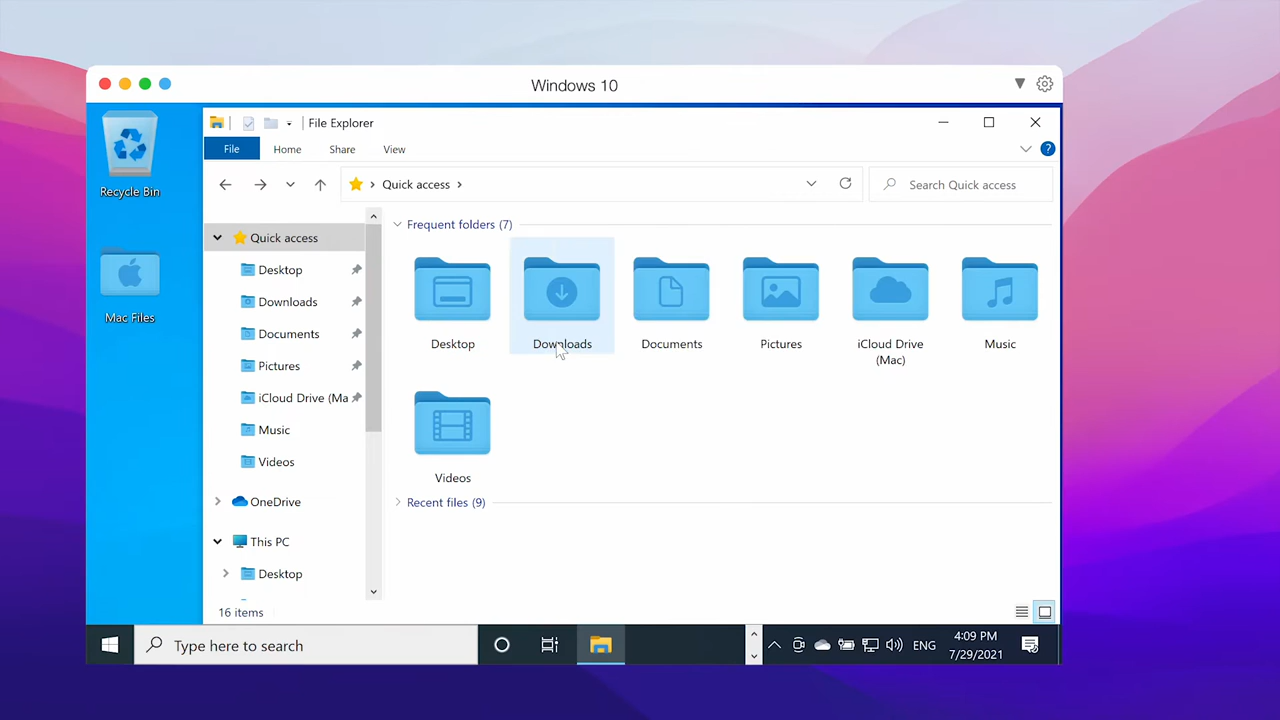 Windows 10
Recycle Bin
Mac Files
File Explorer
File Home Share View
?
Quick access
Search Quick access
Quick access
Desktop
Downloads
Documents
Pictures
iCloud Drive (Ma
Music
Videos
OneDrive
This PC
Desktop
Frequent folders (7)
Desktop Downloads Documents Pictures iCloud Drive (Mac) Music
Videos
Recent files (9)
16 items
Type here to search
ENG
4:09 PM
7/29/2021